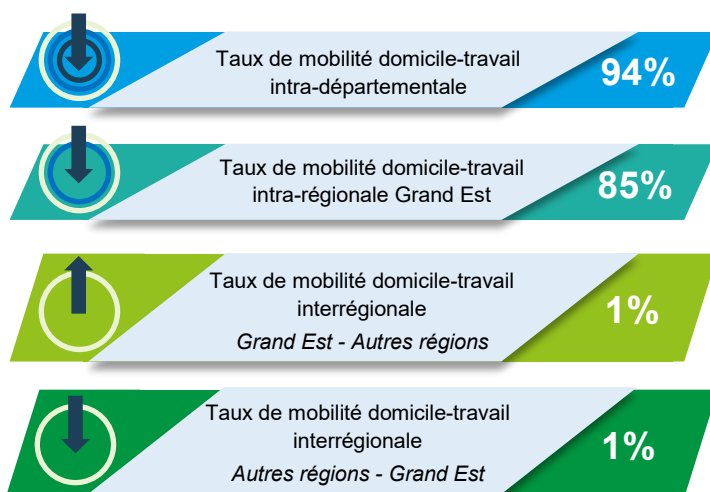 Taux de mobilité domicile-travail
intra-départementale
94%
Taux de mobilité domicile-travail
intra-régionale Grand Est
85%
Taux de mobilité domicile-travail
interrégionale
Grand Est - Autres régions
1%
Taux de mobilité domicile-travail
interrégionale
Autres régions - Grand Est
1%